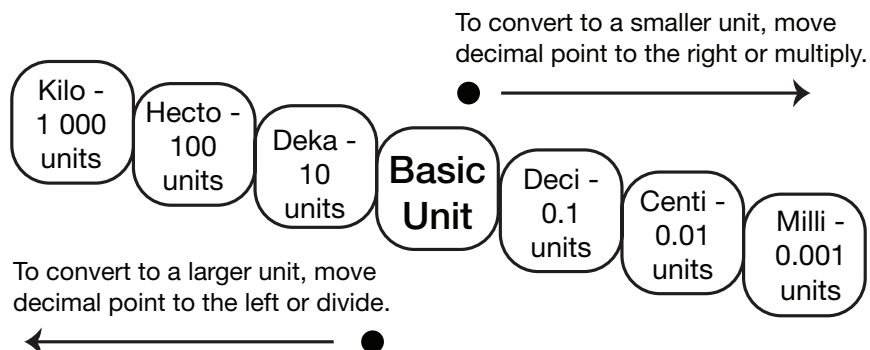 To convert to a smaller unit, move
decimal point to the right or multiply.
Kilo -
1 000
units
Hecto -
100
units
Deka -
10
units
Basic
Unit
Deci -
0.1
units
Centi -
0.01
units
Milli -
0.001
units
To convert to a larger unit, move
decimal point to the left or divide.